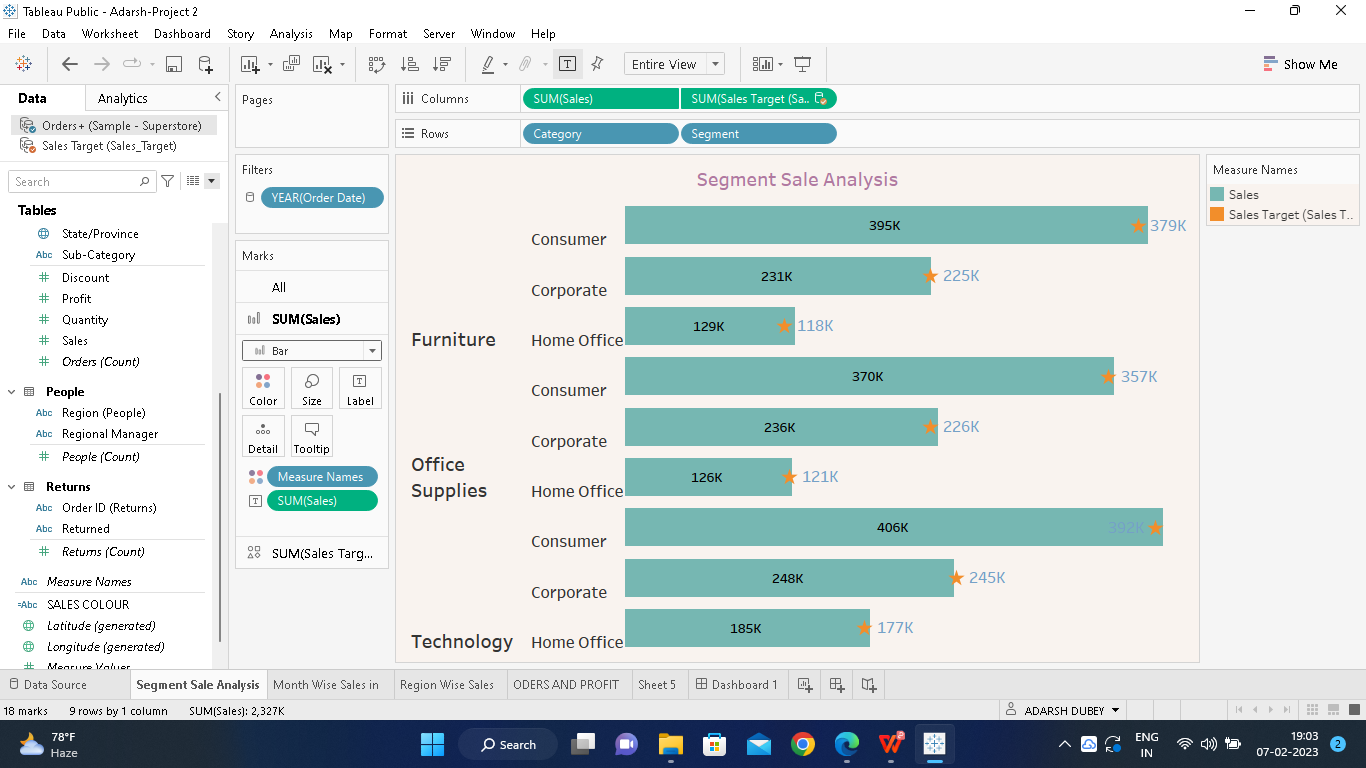 Tableau Public - Adarsh-Project 2
File Data Worksheet Dashboard Story Analysis Map Format Server Window Help
Entire View
Show Me
Data Analytics
Orders+ (Sample - Superstore)
Sales Target (Sales_Target)
Search
Tables
State/Province
Abc Sub-Category
Discount
Profit
Quantity
Sales
Orders (Count)
People
Abc Region (People)
Abc Regional Manager
People (Count)
Returns
Abc Order ID (Returns)
Abc Returned
Returns (Count)
Abc Measure Names
=Abc SALES COLOUR
Latitude (generated)
Longitude (generated)
Measure Values
Pages
Filters
YEAR(Order Date)
Marks
All
SUM(Sales)
Bar
Color Size Label
Detail Tooltip
Measure Names
SUM(Sales)
SUM(Sales Targ...
Columns SUM(Sales) SUM(Sales Target (Sa..
Rows Category Segment
Segment Sale Analysis
Consumer 395K 379K
Corporate 231K 225K
Furniture Home Office 129K 118K
Consumer 370K 357K
Corporate 236K 226K
Office
Supplies Home Office 126K 121K
Consumer 406K 392K
Corporate 248K 245K
Technology Home Office 185K 177K
Measure Names
Sales
Sales Target (Sales T..
Data Source Segment Sale Analysis Month Wise Sales in Region Wise Sales ODERS AND PROFIT Sheet 5 Dashboard 1
18 marks 9 rows by 1 column SUM(Sales): 2,327K ADARSH DUBEY
78°F
Haze
Search
ENG
IN
19:03
07-02-2023
2